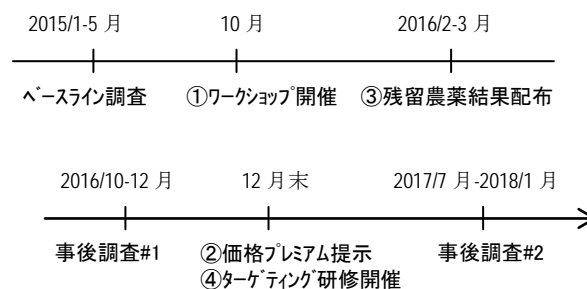 2015/1-5 月 10 月 2016/2-3 月
ﾍﾞｰｽﾗｲﾝ調査 ①ﾜｰｸｼｮｯﾌﾟ開催 ③残留農薬結果配布
2016/10-12 月 12 月末 2017/7 月-2018/1 月
事後調査#1 ②価格ﾌﾟﾚﾐｱﾑ提示 事後調査#2
④ﾀｰｹﾞﾃｨﾝｸﾞ研修開催